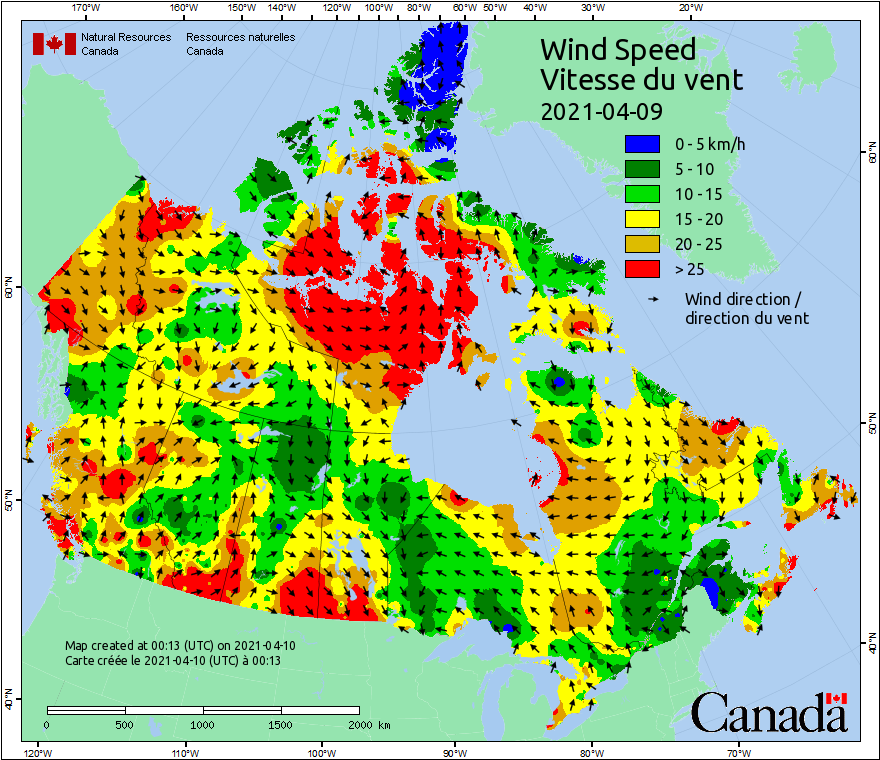 170°W 160°W 150°W 140°W 130°W 120°W 110°W 100°W 90°W 80°W 70°W 60°W 50°W 40°W 30°W 20°W
Natural Resources Ressources naturelles
Canada Canada
Wind Speed
Vitesse du vent
2021-04-09
0 - 5 km/h
5 - 10
10 - 15
15 - 20
20 - 25
> 25
Wind direction /
direction du vent
60°N
60°N
50°N
50°N
40°N
40°N
Map created at 00:13 (UTC) on 2021-04-10
Carte créée le 2021-04-10 (UTC) à 00:13
0 500 1000 1500 2000 km
Canada
120°W 110°W 100°W 90°W 80°W 70°W